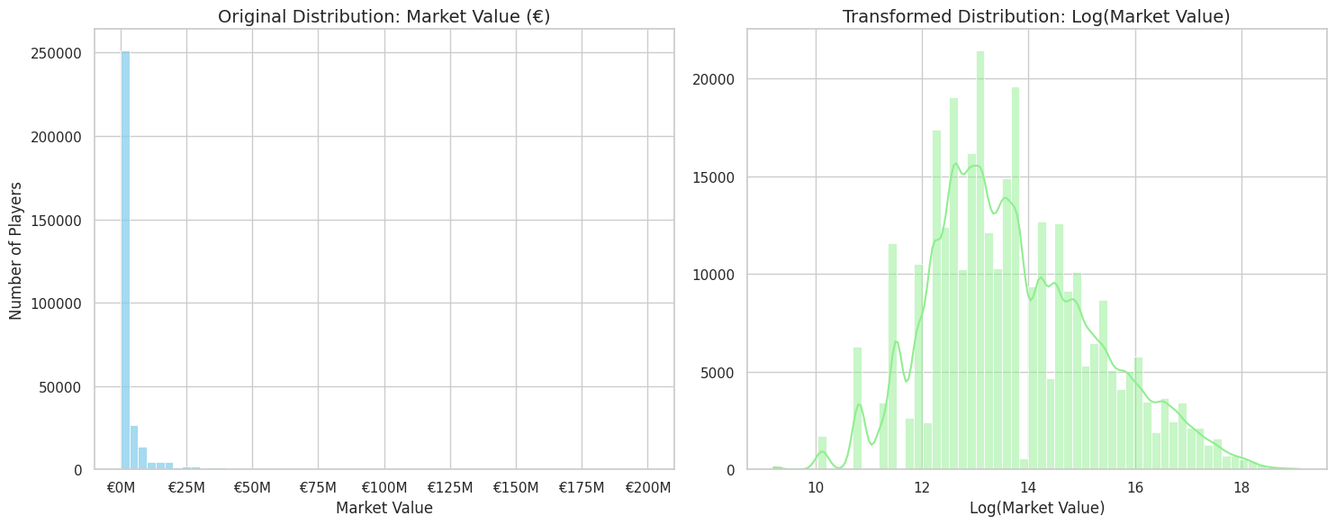 Original Distribution: Market Value (€)
Number of Players
250000
200000
150000
100000
50000
0
€0M €25M €50M €75M €100M €125M €150M €175M €200M
Market Value
Transformed Distribution: Log(Market Value)
20000
15000
10000
5000
0
10 12 14 16 18
Log(Market Value)